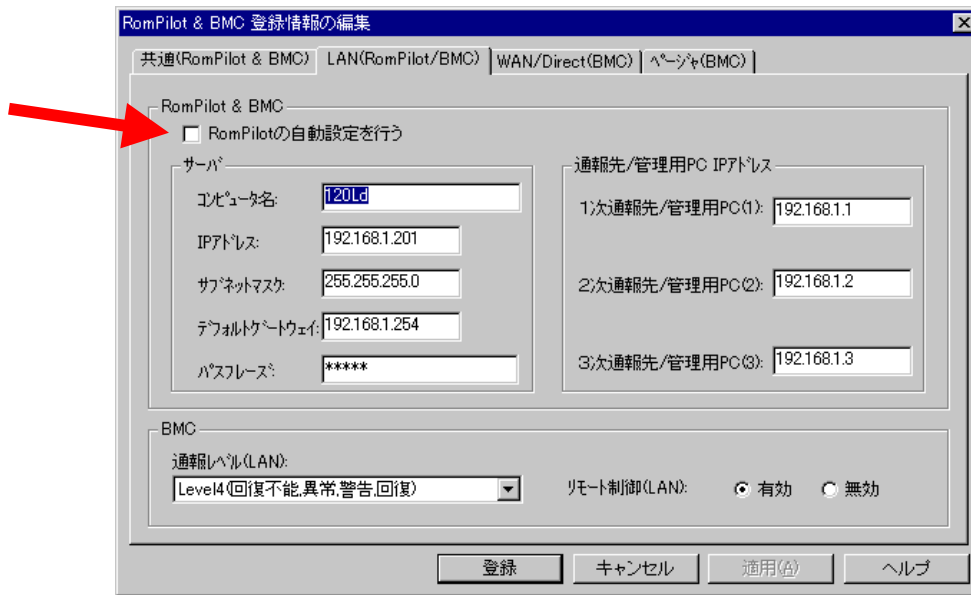 RomPilot & BMC 登録情報の編集
共通(RomPilot & BMC) LAN(RomPilot/BMC) WAN/Direct(BMC) ﾍﾟｰｼﾞｬ(BMC)
RomPilot & BMC
RomPilotの自動設定を行う
ｻｰﾊﾞ
ｺﾝﾋﾟｭｰﾀ名: 120Ld
IPｱﾄﾞﾚｽ: 192.168.1.201
ｻﾌﾞﾈｯﾄﾏｽｸ: 255.255.255.0
ﾃﾞﾌｫﾙﾄｹﾞｰﾄｳｪｲ: 192.168.1.254
ﾊﾟｽﾌﾚｰｽﾞ: *****
通報先/管理用PC IPｱﾄﾞﾚｽ
1次通報先/管理用PC(1): 192.168.1.1
2次通報先/管理用PC(2): 192.168.1.2
3次通報先/管理用PC(3): 192.168.1.3
BMC
通報ﾚﾍﾞﾙ(LAN):
Level4(回復不能,異常,警告,回復)
ﾘﾓｰﾄ制御(LAN): 有効 無効
登録 キャンセル 適用(A) ヘルプ